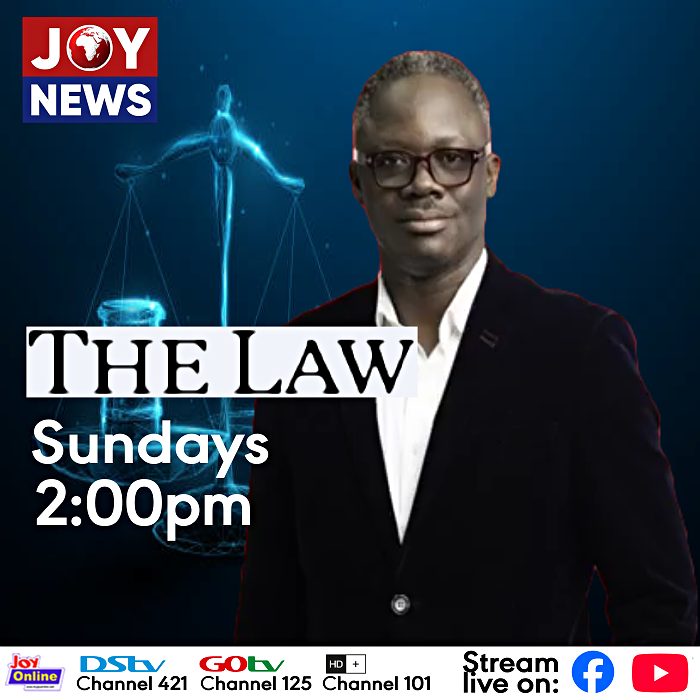 JOY
NEWS
THE LAW
Sundays
2:00pm
Joy
Online
DStv
Channel 421
GOtv
Channel 125
HD +
Channel 101
Stream
live on: